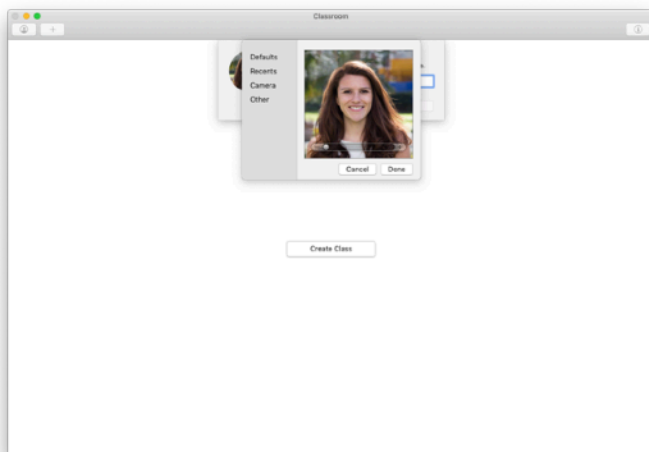 Classroom
Defaults
Recents
Camera
Other
Cancel
Done
Create Class